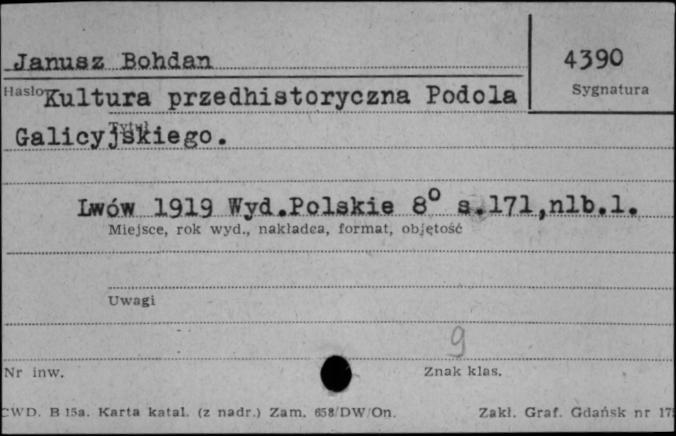 Janusz Bohdan
4390
Hasło
Sygnatura
Kultura przedhistoryczna Podola
Tytuł
Galicyjskiego.
Lwów 1919 Wyd.Polskie 8° s.171,nlb.1.
Miejsce, rok wyd., nakładca, format, objętość
Uwagi
9
Nr inw.
Znak klas.
CWD. B 15a. Karta katal. (z nadr.) Zam. 658/DW/On.
Zakł. Graf. Gdańsk nr